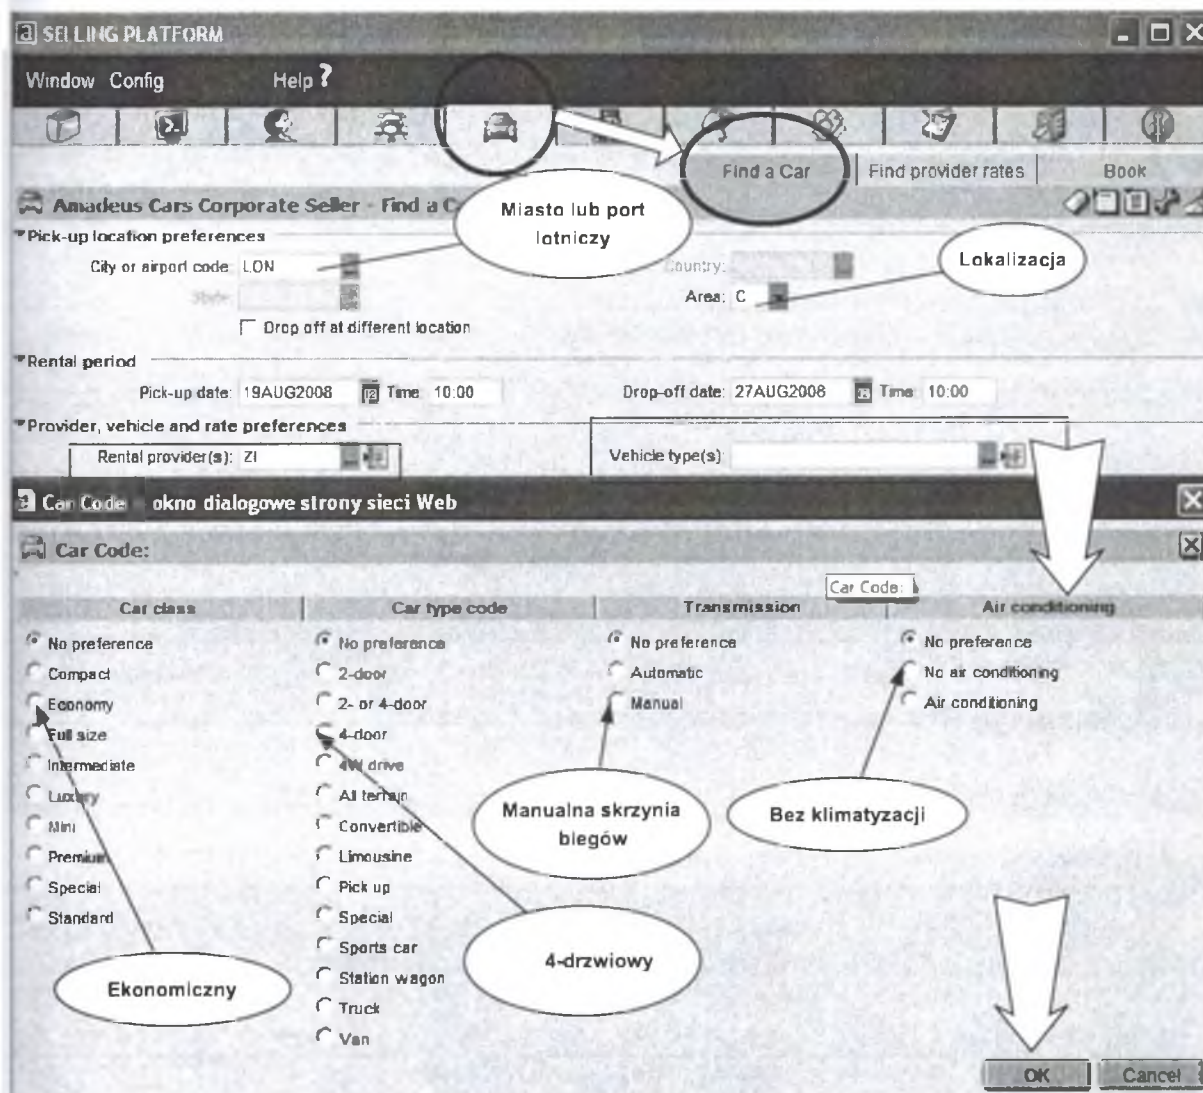 SELLING PLATFORM
Window Config Help ?
Find a Car Find provider rates Book
Amadeus Cars Corporate Seller - Find a C
Miasto lub port
lotniczy
Pick-up location preferences
City or airport code: LON
Country:
Lokalizacja
State:
Area: C
Drop off at different location
Rental period
Pick-up date: 19AUG2008 Time: 10:00 Drop-off date: 27AUG2008 Time: 10:00
Provider, vehicle and rate preferences
Rental provider(s): ZI Vehicle type(s):
Car Code - okno dialogowe strony sieci Web
Car Code:
Car Code:
Car class Car type code Transmission Air conditioning
No preference No preference No preference No preference
Compact 2-door Automatic No air conditioning
Economy 2- or 4-door Manual Air conditioning
Full size 4-door
Intermediate 4W drive
Luxury All terrain
Mini Convertible
Premium Limousine
Special Pick up
Standard Special
Sports car
Station wagon
Truck
Van
Manualna skrzynia
biegów
Bez klimatyzacji
4-drzwiowy
Ekonomiczny
OK Cancel